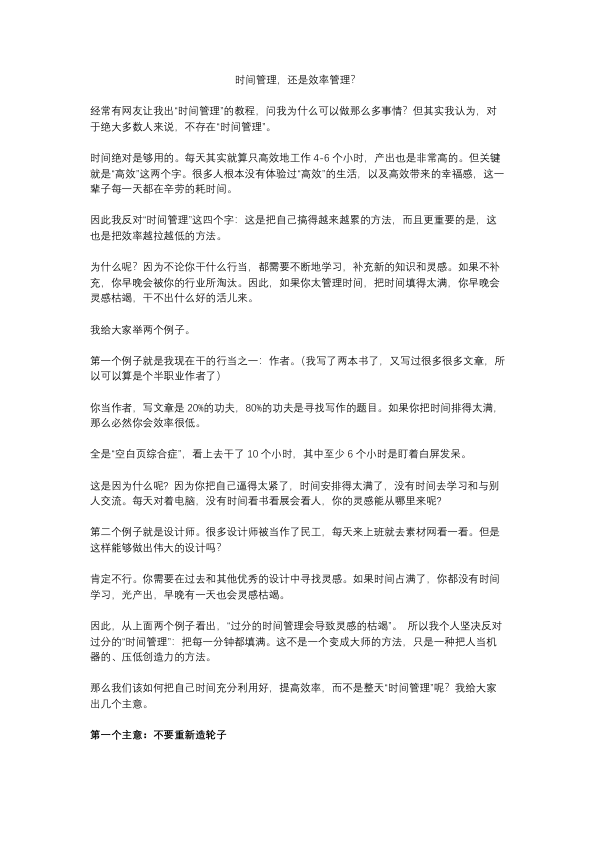 时间管理，还是效率管理？
经常有网友让我出“时间管理”的教程，问我为什么可以做那么多事情？但其实我认为，对
于绝大多数人来说，不存在“时间管理”。
时间绝对是够用的。每天其实就算只高效地工作 4-6 个小时，产出也是非常高的。但关键
就是“高效”这两个字。很多人根本没有体验过“高效”的生活，以及高效带来的幸福感，这一
辈子每一天都在辛劳的耗时间。
因此我反对“时间管理”这四个字：这是把自己搞得越来越累的方法，而且更重要的是，这
也是把效率越拉越低的方法。
为什么呢？因为不论你干什么行当，都需要不断地学习，补充新的知识和灵感。如果不补
充，你早晚会被你的行业所淘汰。因此，如果你太管理时间，把时间填得太满，你早晚会
灵感枯竭，干不出什么好的活儿来。
我给大家举两个例子。
第一个例子就是我现在干的行当之一：作者。（我写了两本书了，又写过很多很多文章，所
以可以算是个半职业作者了）
你当作者，写文章是 20%的功夫，80%的功夫是寻找写作的题目。如果你把时间排得太满，
那么必然你会效率很低。
全是“空白页综合症”，看上去干了 10 个小时，其中至少 6 个小时是盯着白屏发呆。
这是因为什么呢？因为你把自己逼得太紧了，时间安排得太满了，没有时间去学习和与别
人交流。每天对着电脑，没有时间看书看展会看人，你的灵感能从哪里来呢？
第二个例子就是设计师。很多设计师被当作了民工，每天来上班就去素材网看一看。但是
这样能够做出伟大的设计吗？
肯定不行。你需要在过去和其他优秀的设计中寻找灵感。如果时间占满了，你都没有时间
学习，光产出，早晚有一天也会灵感枯竭。
因此，从上面两个例子看出，“过分的时间管理会导致灵感的枯竭”。 所以我个人坚决反对
过分的“时间管理”：把每一分钟都填满。这不是一个变成大师的方法，只是一种把人当机
器的、压低创造力的方法。
那么我们该如何把自己时间充分利用好，提高效率，而不是整天“时间管理”呢？我给大家
出几个主意。
第一个主意：不要重新造轮子